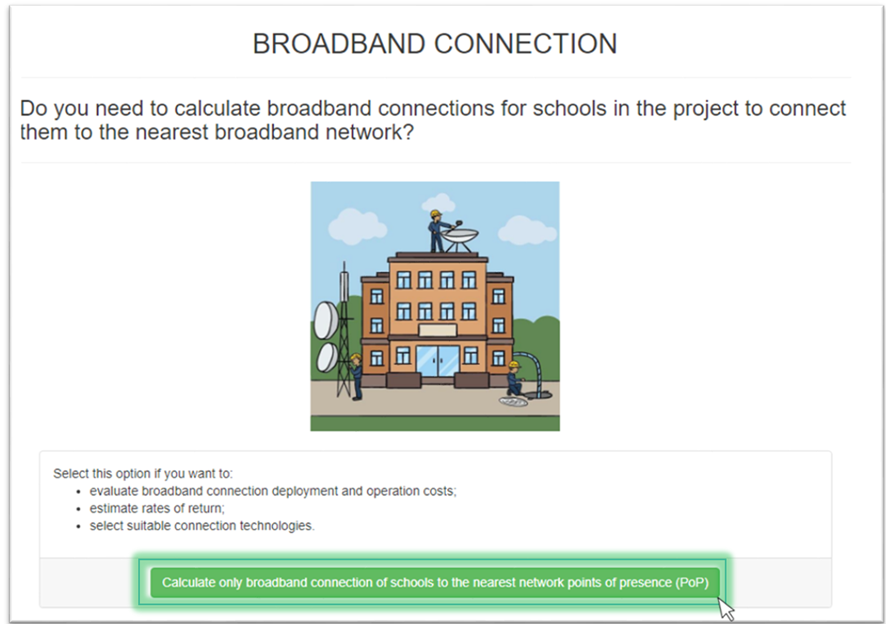 BROADBAND CONNECTION
Do you need to calculate broadband connections for schools in the project to connect
them to the nearest broadband network?
Select this option if you want to:
• evaluate broadband connection deployment and operation costs;
• estimate rates of return;
• select suitable connection technologies.
Calculate only broadband connection of schools to the nearest network points of presence (PoP)